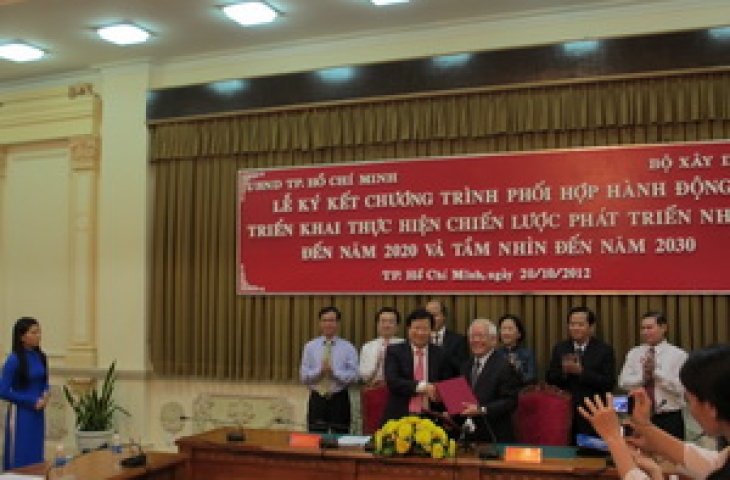 UBND TP. HỒ CHÍ MINH BỘ XÂY D
LỄ KÝ KẾT CHƯƠNG TRÌNH PHỐI HỢP HÀNH ĐỘNG
TRIỂN KHAI THỰC HIỆN CHIẾN LƯỢC PHÁT TRIỂN NH
ĐẾN NĂM 2020 VÀ TẦM NHÌN ĐẾN NĂM 2030
TP. Hồ Chí Minh, ngày 20/10/2012